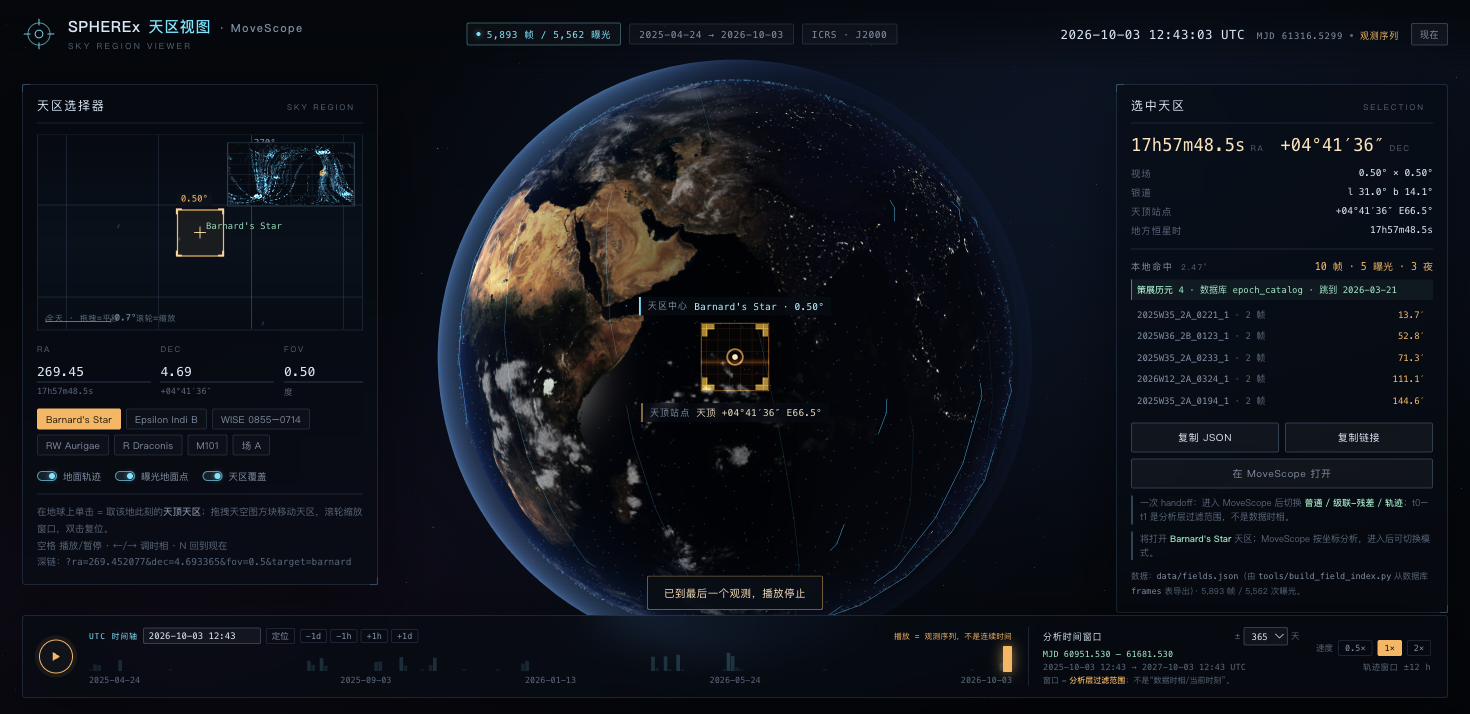 SPHEREx 天区视图 · MoveScope
SKY REGION VIEWER
5,893 帧 / 5,562 曝光
2025-04-24 → 2026-10-03
ICRS · J2000
2026-10-03 12:43:03 UTC MJD 61316.5299 • 观测序列
现在
天区选择器
SKY REGION
270°
0.50°
Barnard's Star
0.7°
滚轮=缩放
RA
DEC
FOV
269.45
4.69
0.50
17h57m48.5s
+04°41′36″
度
Barnard's Star
Epsilon Indi B
WISE 0855−0714
RW Aurigae
R Draconis
M101
场 A
地面轨迹
曝光地面点
天区覆盖
在地球上单击 = 取该地此刻的天顶天区；拖拽天空图方块移动天区，滚轮缩放
窗口，双击复位。
空格 播放/暂停 · ←/→ 调时相 · N 回到现在
深链：?ra=269.452077&dec=4.693365&fov=0.5&target=barnard
天区中心 Barnard's Star · 0.50°
天顶站点 天顶 +04°41′36″ E66.5°
已到最后一个观测，播放停止
选中天区
SELECTION
17h57m48.5s RA +04°41′36″ DEC
视场
0.50° × 0.50°
银道
l 31.0° b 14.1°
天顶站点
+04°41′36″ E66.5°
地方恒星时
17h57m48.5s
本地命中 2.47°
10 帧 · 5 曝光 · 3 夜
策展历元 4 · 数据库 epoch_catalog · 跳到 2026-03-21
2025W35_2A_0221_1 · 2 帧
13.7′
2025W36_2B_0123_1 · 2 帧
52.8′
2025W35_2A_0233_1 · 2 帧
71.3′
2026W12_2A_0324_1 · 2 帧
111.1′
2025W35_2A_0194_1 · 2 帧
144.6′
复制 JSON
复制链接
在 MoveScope 打开
一次 handoff：进入 MoveScope 后切换 普通 / 级联–残差 / 轨迹；t0–
t1 是分析层过滤范围，不是数据时相。
将打开 Barnard's Star 天区；MoveScope 按坐标分析，进入后可切换模
式。
数据：data/fields.json（由 tools/build_field_index.py 从数据库
frames 表导出）· 5,893 帧 / 5,562 次曝光。
UTC 时间轴
2026-10-03 12:43
定位
−1d
−1h
+1h
+1d
播放 = 观测序列，不是连续时间
2025-04-24
2025-09-03
2026-01-13
2026-05-24
2026-10-03
分析时间窗口
± 365 天
MJD 60951.530 – 61681.530
2025-10-03 12:43 → 2027-10-03 12:43 UTC
窗口 = 分析层过滤范围；不是“数据时相/当前时刻”。
速度
0.5×
1×
2×
轨迹窗口 ±12 h